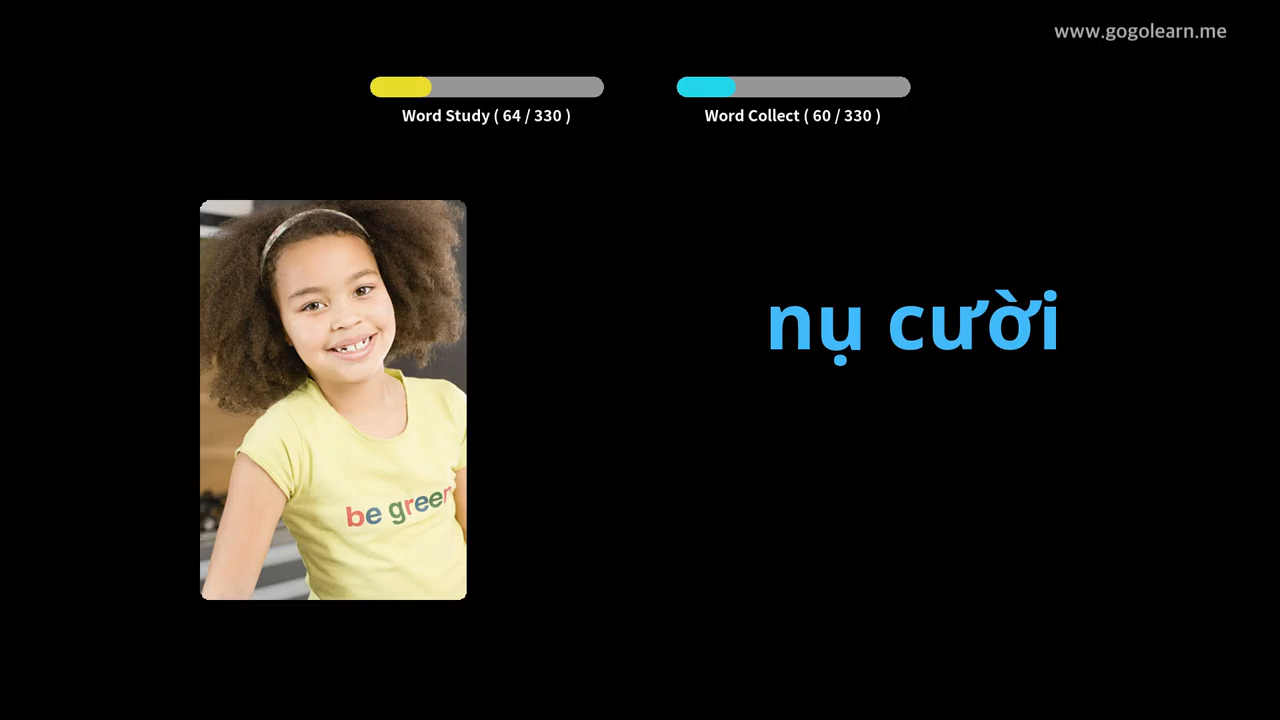 www.gogolearn.me
Word Study ( 64 / 330 )
Word Collect ( 60 / 330 )
nụ cười
be green